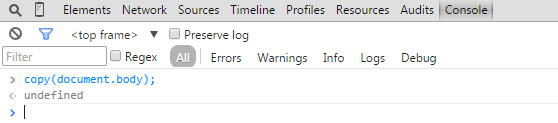 Elements Network Sources Timeline Profiles Resources Audits Console
<top frame> Preserve log
Filter Regex All Errors Warnings Info Logs Debug
copy(document.body);
undefined